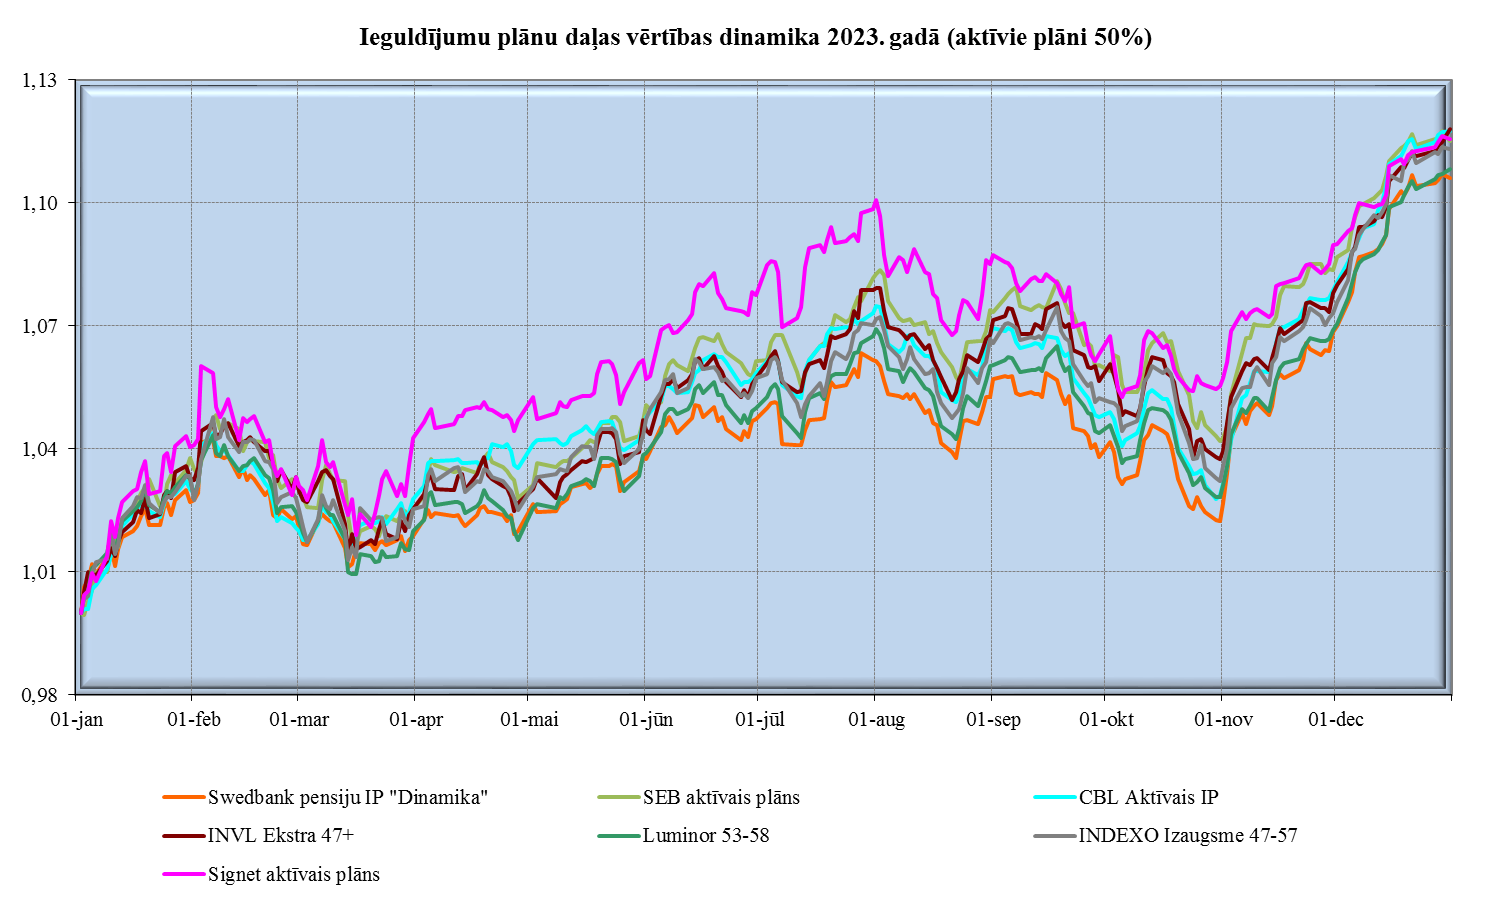 Ieguldījumu plānu daļas vērtības dinamika 2023. gadā (aktīvie plāni 50%)
1,13
1,10
1,07
1,04
1,01
0,98
01-jan 01-feb 01-mar 01-apr 01-mai 01-jūn 01-jūl 01-aug 01-sep 01-okt 01-nov 01-dec
Swedbank pensiju IP "Dinamika" SEB aktīvais plāns CBL Aktīvais IP
INVL Ekstra 47+ Luminor 53-58 INDEXO Izaugsme 47-57
Signet aktīvais plāns